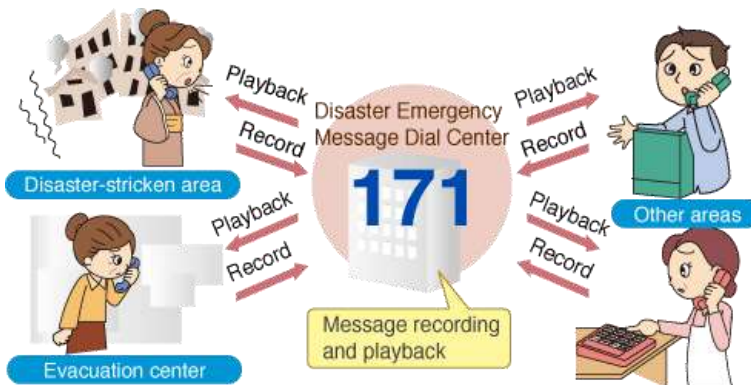 Playback
Record
Disaster-stricken area
Playback
Record
Evacuation center
Disaster Emergency
Message Dial Center
171
Message recording
and playback
Playback
Record
Other areas
Playback
Record